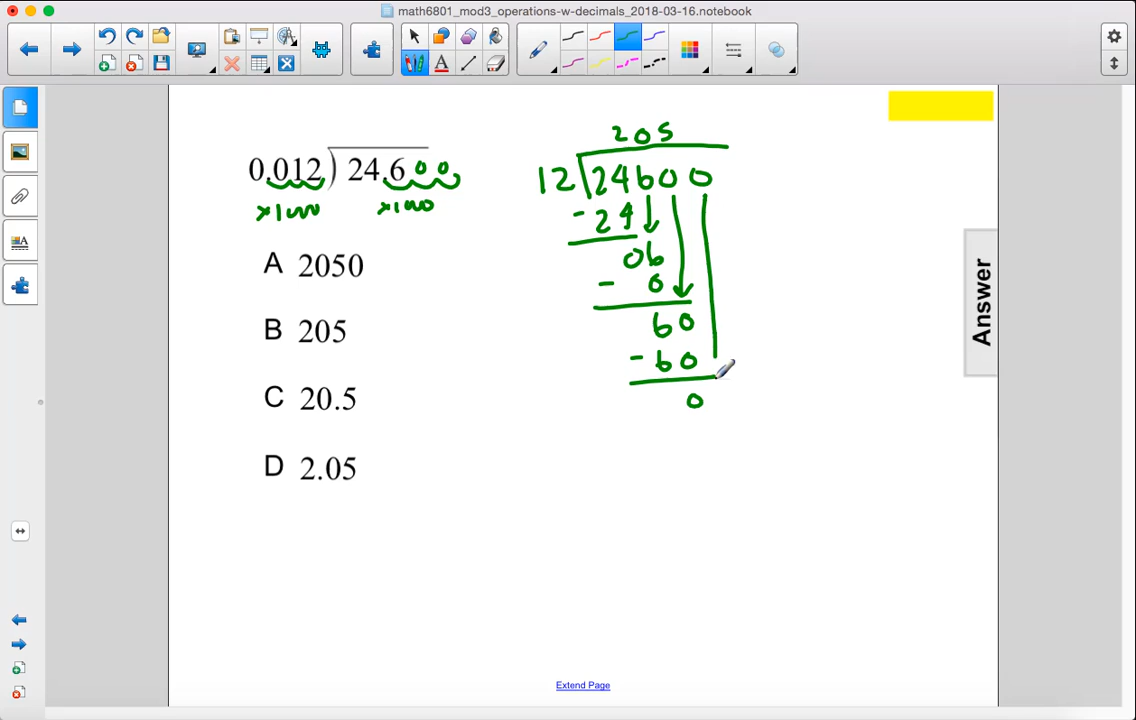 math6801_mod3_operations-w-decimals_2018-03-16.notebook
0.012 ) 24.600
×1000 ×1000
A 2050
B 205
C 20.5
D 2.05
205
12 24600
- 24
06
- 0
60
- 60
0
Answer
Extend Page